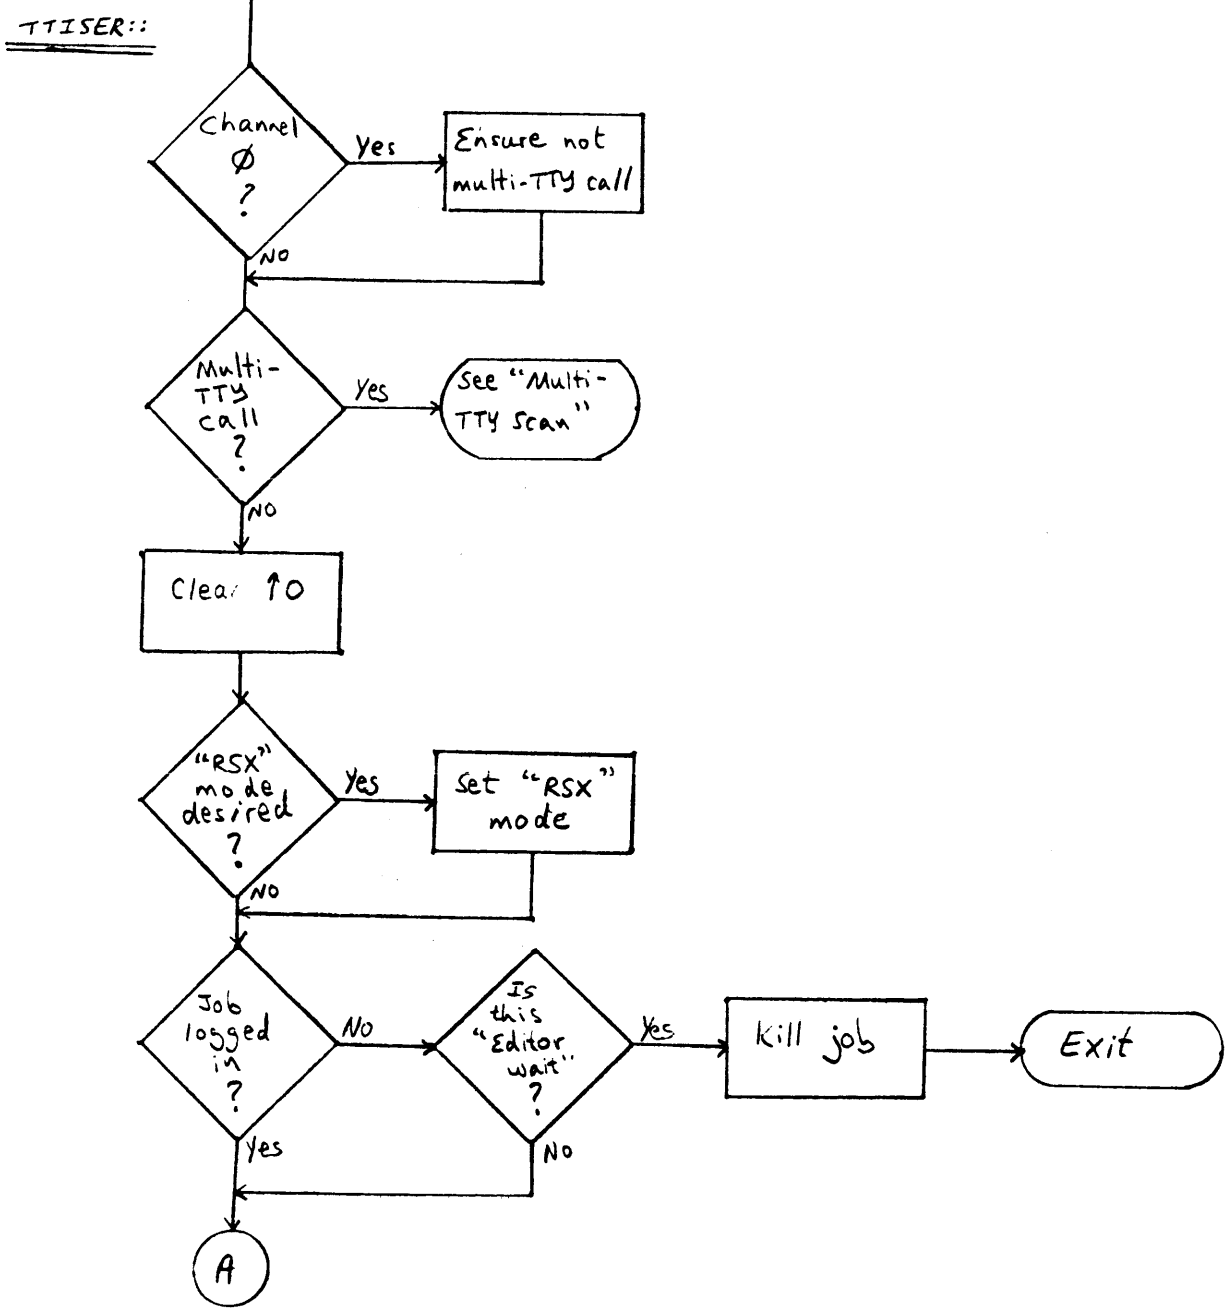 TTISER::
Channel
Ø
?
Yes
Ensure not
multi-TTY call
NO
Multi-
TTY
call
?
Yes
See "Multi-
TTY Scan"
NO
Clear ↑O
"RSX"
mode
desired
?
Yes
Set "RSX"
mode
NO
Job
logged
in
?
No
Is
this
"Editor
wait"
?
Yes
Kill job
Exit
Yes
No
A